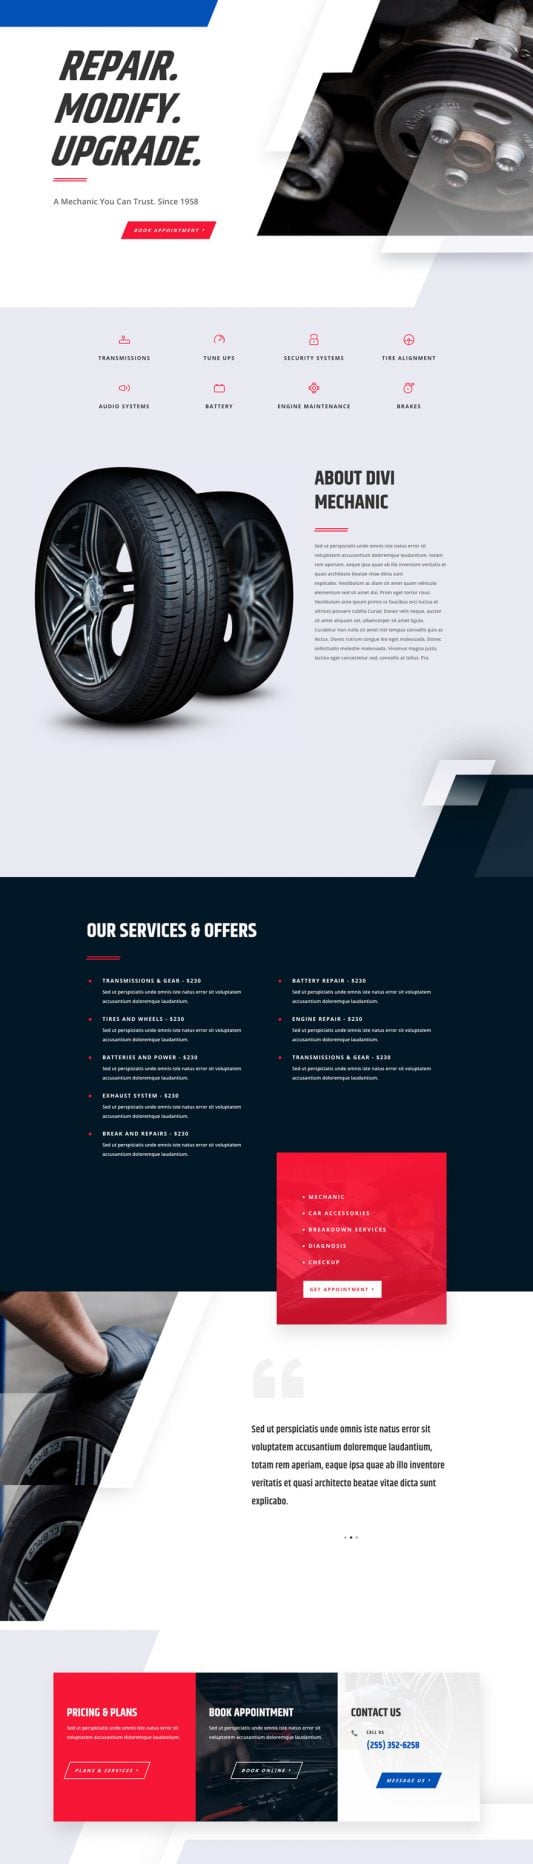 REPAIR.
MODIFY.
UPGRADE.
A Mechanic You Can Trust. Since 1958
BOOK APPOINTMENT
TRANSMISSIONS
TUNE UPS
SECURITY SYSTEMS
TIRE ALIGNMENT
AUDIO SYSTEMS
BATTERY
ENGINE MAINTENANCE
BRAKES
ABOUT DIVI
MECHANIC
Sed ut perspiciatis unde omnis iste natus error sit
voluptatem accusantium doloremque laudantium, totam
rem aperiam, eaque ipsa quae ab illo inventore veritatis et
quasi architecto beatae vitae dicta sunt
explicabo. Vestibulum ac diam sit amet quam vehicula
elementum sed sit amet dui. Proin eget tortor risus.
Vestibulum ante ipsum primis in faucibus orci luctus et
ultrices posuere cubilia Curae; Donec velit neque, auctor
sit amet aliquam vel, ullamcorper sit amet ligula.
Curabitur non nulla sit amet nisl tempus convallis quis ac
lectus. Donec rutrum congue leo eget malesuada. Donec
sollicitudin molestie malesuada. Vivamus magna justo,
lacinia eget consectetur sed, convallis at tellus. Pro
OUR SERVICES & OFFERS
TRANSMISSIONS & GEAR - $230
Sed ut perspiciatis unde omnis iste natus error sit voluptatem
accusantium doloremque laudantium.
TIRES AND WHEELS - $230
Sed ut perspiciatis unde omnis iste natus error sit voluptatem
accusantium doloremque laudantium.
BATTERIES AND POWER - $230
Sed ut perspiciatis unde omnis iste natus error sit voluptatem
accusantium doloremque laudantium.
EXHAUST SYSTEM - $230
Sed ut perspiciatis unde omnis iste natus error sit voluptatem
accusantium doloremque laudantium.
BREAK AND REPAIRS - $230
Sed ut perspiciatis unde omnis iste natus error sit voluptatem
accusantium doloremque laudantium.
BATTERY REPAIR - $230
Sed ut perspiciatis unde omnis iste natus error sit voluptatem
accusantium doloremque laudantium.
ENGINE REPAIR - $230
Sed ut perspiciatis unde omnis iste natus error sit voluptatem
accusantium doloremque laudantium.
TRANSMISSIONS & GEAR - $230
Sed ut perspiciatis unde omnis iste natus error sit voluptatem
accusantium doloremque laudantium.
MECHANIC
CAR ACCESSORIES
BREAKDOWN SERVICES
DIAGNOSIS
CHECKUP
GET APPOINTMENT
Sed ut perspiciatis unde omnis iste natus error sit
voluptatem accusantium doloremque laudantium,
totam rem aperiam, eaque ipsa quae ab illo inventore
veritatis et quasi architecto beatae vitae dicta sunt
explicabo.
PRICING & PLANS
Sed ut perspiciatis unde omnis iste natus error sit
voluptatem accusantium doloremque laudantium.
PLANS & SERVICES
BOOK APPOINTMENT
Sed ut perspiciatis unde omnis iste natus error sit
voluptatem accusantium doloremque laudantium.
BOOK ONLINE
CONTACT US
CALL US
(255) 352-6258
MESSAGE US